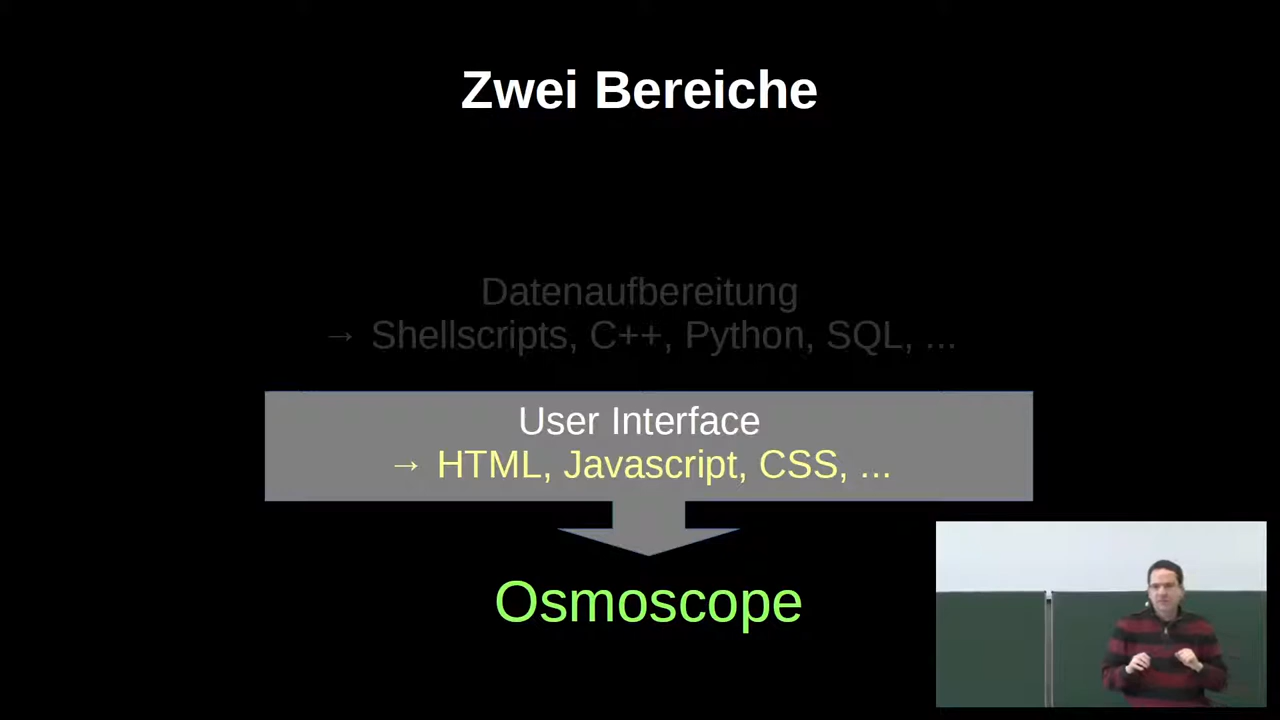 Zwei Bereiche
Datenaufbereitung
→ Shellscripts, C++, Python, SQL, ...
User Interface
→ HTML, Javascript, CSS, ...
Osmoscope